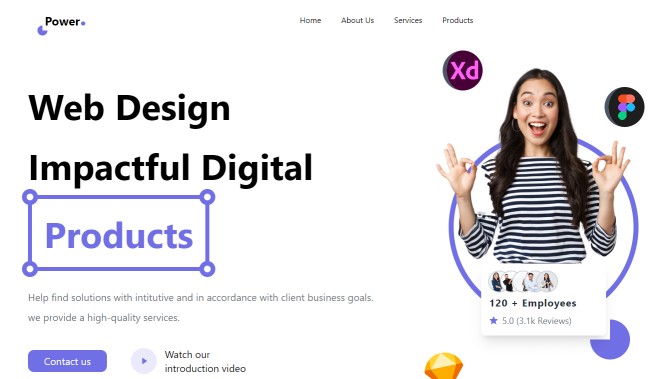 Power
Home About Us Services Products
Xd
Web Design
Impactful Digital
Products
Help find solutions with intitutive and in accordance with client business goals.
we provide a high-quality services.
120 + Employees
5.0 (3.1k Reviews)
Contact us
Watch our
introduction video